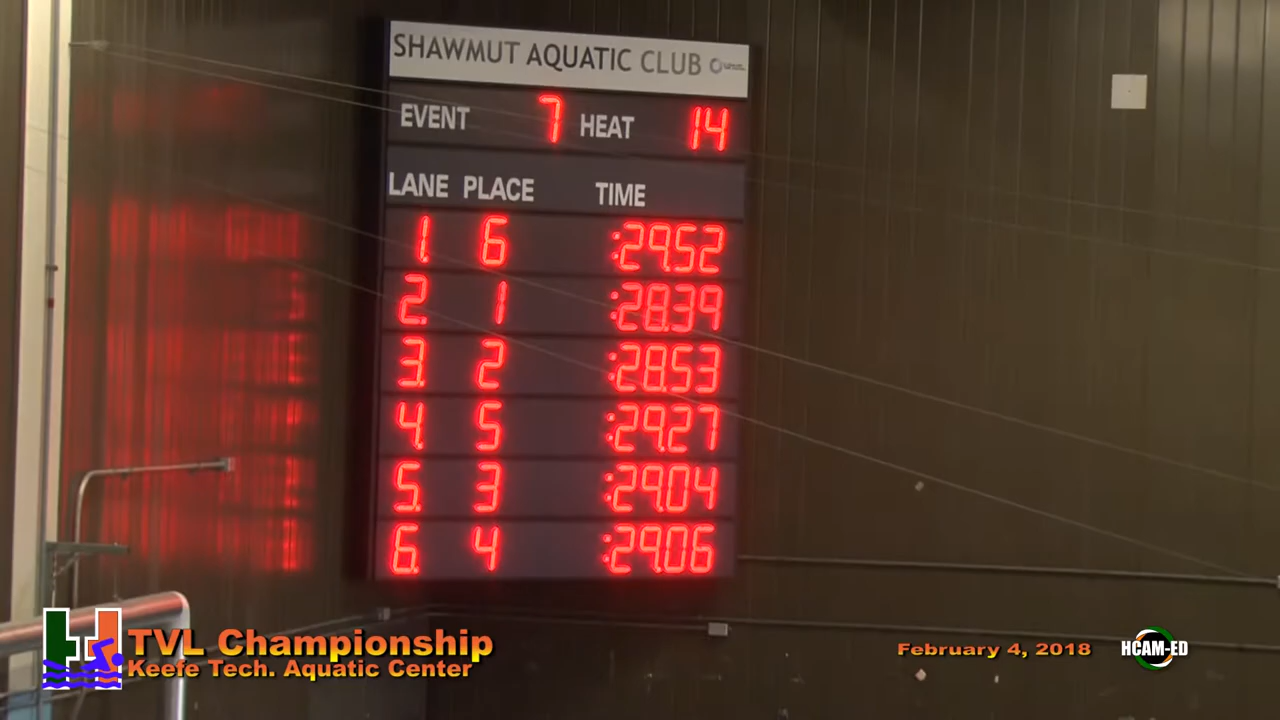 SHAWMUT AQUATIC CLUB
EVENT 7 HEAT 14
LANE PLACE TIME
1. 6 :29.52
2. 1 :28.39
3. 2 :28.53
4. 5 :29.27
5. 3 :29.04
6. 4 :29.06
TVL Championship
Keefe Tech. Aquatic Center
February 4, 2018
HCAM-ED